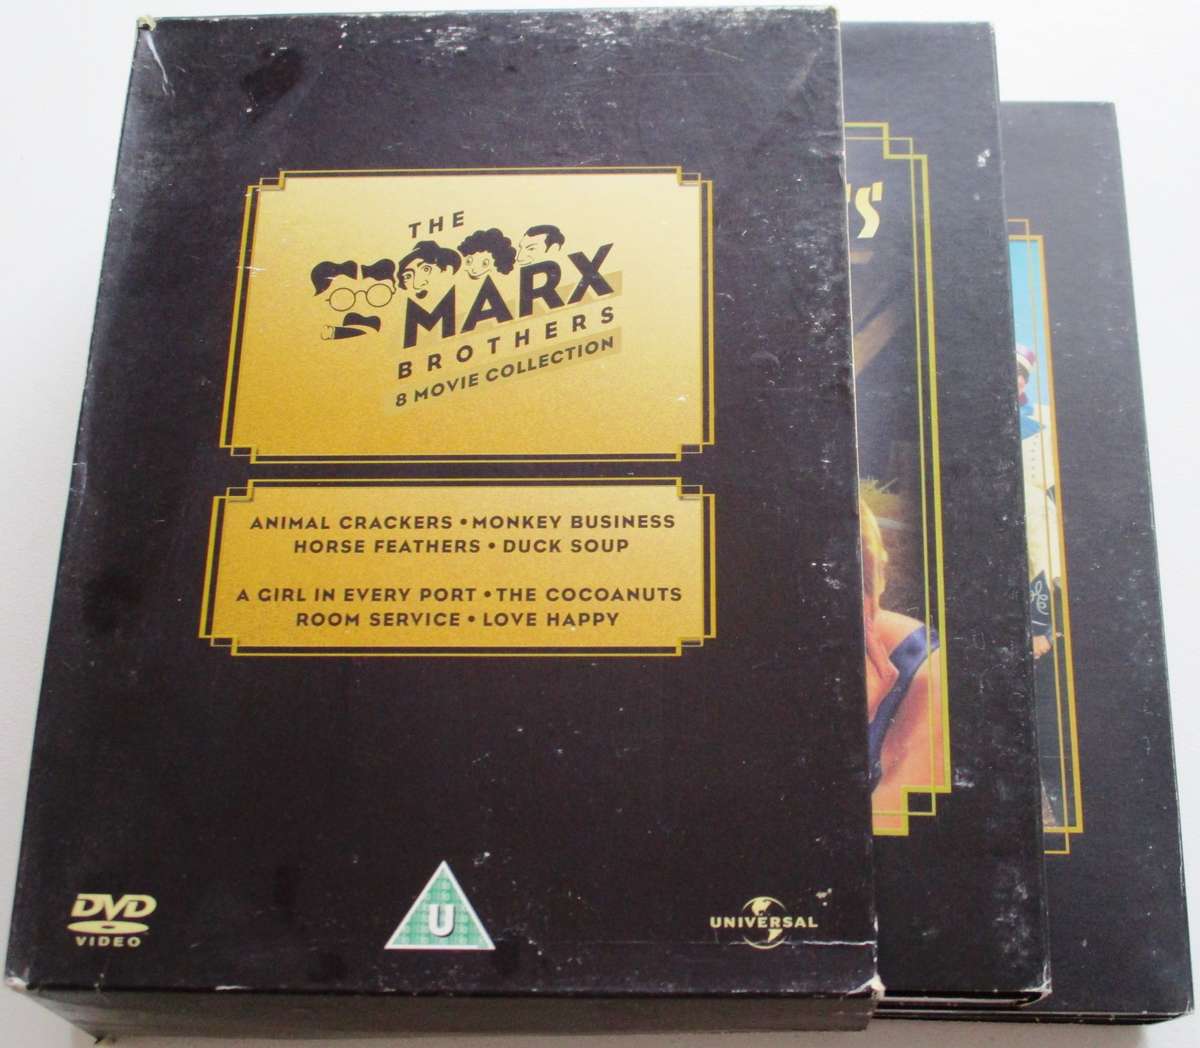 THE
MARX
BROTHERS
8 MOVIE COLLECTION
ANIMAL CRACKERS • MONKEY BUSINESS
HORSE FEATHERS • DUCK SOUP
A GIRL IN EVERY PORT • THE COCOANUTS
ROOM SERVICE • LOVE HAPPY
DVD
VIDEO
U
UNIVERSAL